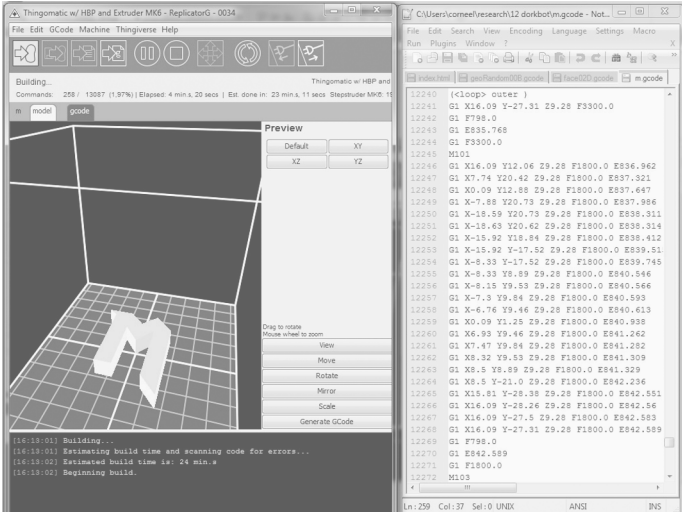 Thingomatic w/ HBP and Extruder MK6 - ReplicatorG - 0034
File Edit GCode Machine Thingiverse Help
Building...
Thingomatic w/ HBP and
Commands: 258 / 13087 (1.97%) | Elapsed: 4 min.s, 20 secs | Est. done in: 23 min.s, 11 secs Stepstruder MK6: 19
m model gcode
Preview
Default XY
XZ YZ
Drag to rotate
Mouse wheel to zoom
View
Move
Rotate
Mirror
Scale
Generate GCode
[16:13:01] Building...
[16:13:01] Estimating build time and scanning code for errors...
[16:13:02] Estimated build time is: 24 min.s
[16:13:02] Beginning build.
C:\Users\corneel\research\12 dorkbot\m.gcode - Not...
File Edit Search View Encoding Language Settings Macro
Run Plugins Window ? X
index.html geoRandom00B.gcode face02D.gcode m.gcode
12240 (<loop> outer )
12241 G1 X16.09 Y-27.31 Z9.28 F3300.0
12242 G1 F798.0
12243 G1 E835.768
12244 G1 F3300.0
12245 M101
12246 G1 X16.09 Y12.06 Z9.28 F1800.0 E836.962
12247 G1 X7.74 Y20.42 Z9.28 F1800.0 E837.321
12248 G1 X0.09 Y12.88 Z9.28 F1800.0 E837.647
12249 G1 X-7.88 Y20.73 Z9.28 F1800.0 E837.986
12250 G1 X-18.59 Y20.73 Z9.28 F1800.0 E838.311
12251 G1 X-18.63 Y20.62 Z9.28 F1800.0 E838.314
12252 G1 X-15.92 Y18.84 Z9.28 F1800.0 E838.412
12253 G1 X-15.92 Y-17.52 Z9.28 F1800.0 E839.51
12254 G1 X-8.33 Y-17.52 Z9.28 F1800.0 E839.745
12255 G1 X-8.33 Y8.89 Z9.28 F1800.0 E840.546
12256 G1 X-8.15 Y9.53 Z9.28 F1800.0 E840.566
12257 G1 X-7.3 Y9.84 Z9.28 F1800.0 E840.593
12258 G1 X-6.76 Y9.46 Z9.28 F1800.0 E840.613
12259 G1 X0.09 Y1.25 Z9.28 F1800.0 E840.938
12260 G1 X6.93 Y9.46 Z9.28 F1800.0 E841.262
12261 G1 X7.47 Y9.84 Z9.28 F1800.0 E841.282
12262 G1 X8.32 Y9.53 Z9.28 F1800.0 E841.309
12263 G1 X8.5 Y8.89 Z9.28 F1800.0 E841.329
12264 G1 X8.5 Y-21.0 Z9.28 F1800.0 E842.236
12265 G1 X15.81 Y-28.38 Z9.28 F1800.0 E842.551
12266 G1 X16.09 Y-28.26 Z9.28 F1800.0 E842.56
12267 G1 X16.09 Y-27.5 Z9.28 F1800.0 E842.583
12268 G1 X16.09 Y-27.31 Z9.28 F1800.0 E842.589
12269 G1 F798.0
12270 G1 E842.589
12271 G1 F1800.0
12272 M103
Ln : 259 Col : 37 Sel : 0 UNIX ANSI INS